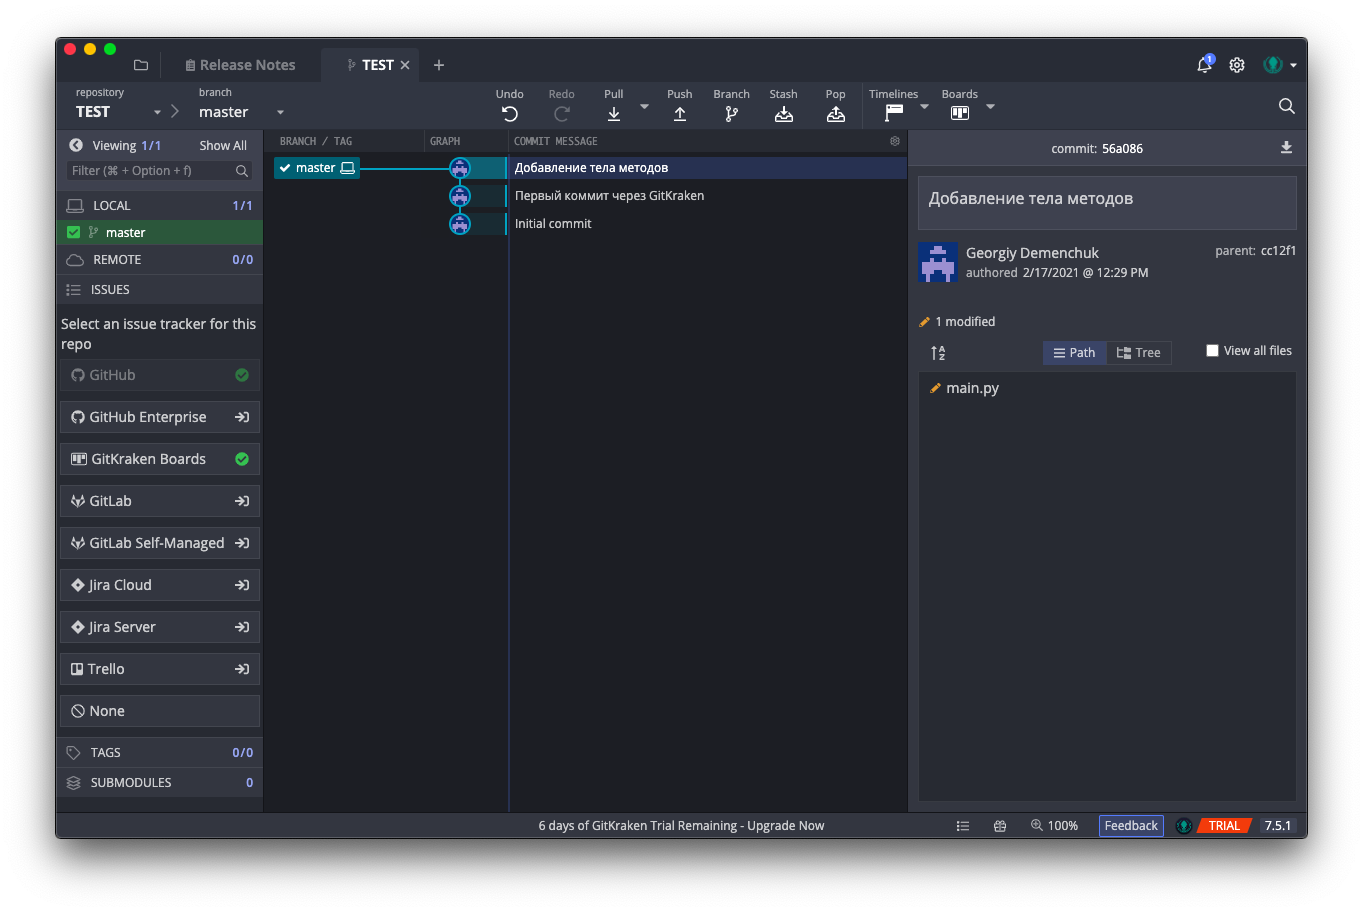 Release Notes
TEST
1
repository
TEST
branch
master
Undo
Redo
Pull
Push
Branch
Stash
Pop
Timelines
Boards
Viewing 1/1
Show All
Filter (⌘ + Option + f)
LOCAL 1/1
master
REMOTE 0/0
ISSUES
Select an issue tracker for this
repo
GitHub
GitHub Enterprise
GitKraken Boards
GitLab
GitLab Self-Managed
Jira Cloud
Jira Server
Trello
None
TAGS 0/0
SUBMODULES 0
BRANCH / TAG
GRAPH
COMMIT MESSAGE
master
Добавление тела методов
Первый коммит через GitKraken
Initial commit
commit: 56a086
Добавление тела методов
Georgiy Demenchuk
authored 2/17/2021 @ 12:29 PM
parent: cc12f1
1 modified
Path
Tree
View all files
main.py
6 days of GitKraken Trial Remaining - Upgrade Now
100%
Feedback
TRIAL
7.5.1